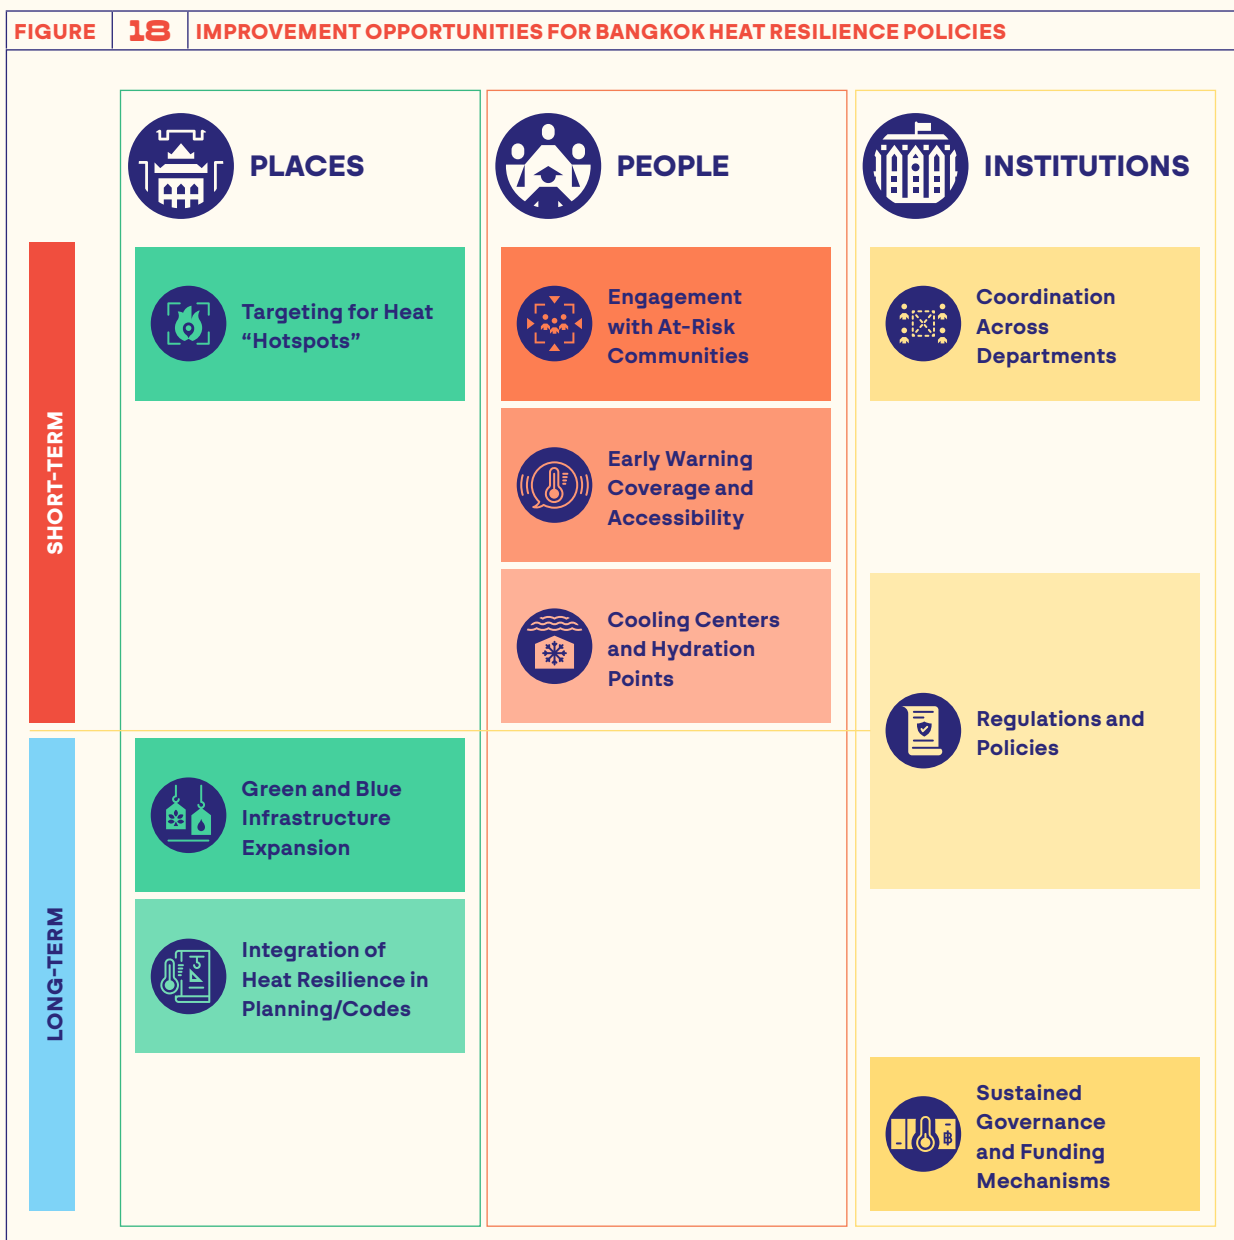 FIGURE 18 IMPROVEMENT OPPORTUNITIES FOR BANGKOK HEAT RESILIENCE POLICIES
PLACES
PEOPLE
INSTITUTIONS
SHORT-TERM
Targeting for Heat
“Hotspots”
Engagement
with At-Risk
Communities
Coordination
Across
Departments
Early Warning
Coverage and
Accessibility
Cooling Centers
and Hydration
Points
Regulations and
Policies
LONG-TERM
Green and Blue
Infrastructure
Expansion
Integration of
Heat Resilience in
Planning/Codes
Sustained
Governance
and Funding
Mechanisms
฿